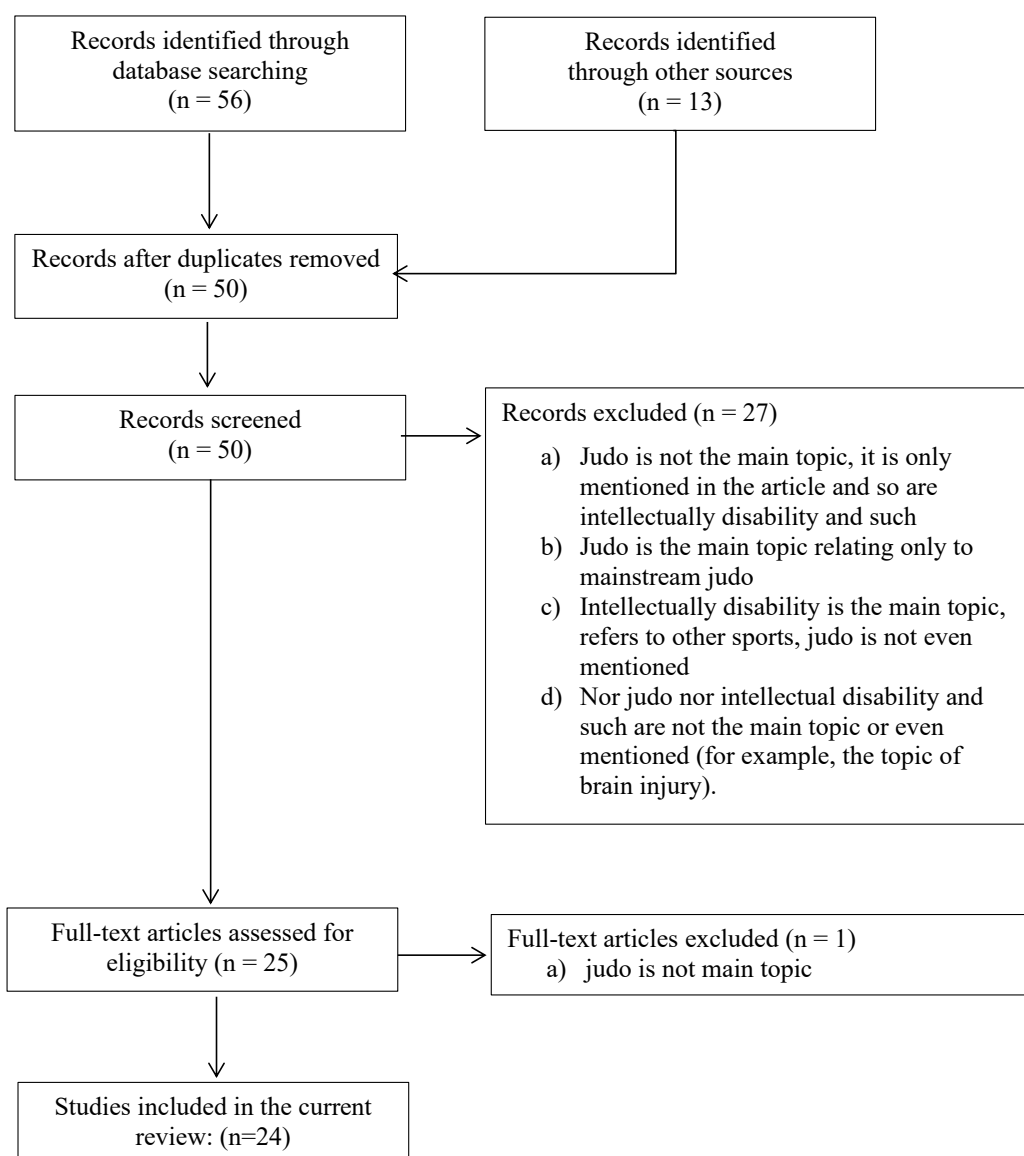 Records identified through
database searching
(n = 56)
Records identified
through other sources
(n = 13)
Records after duplicates removed
(n = 50)
Records screened
(n = 50)
Records excluded (n = 27)
a) Judo is not the main topic, it is only
mentioned in the article and so are
intellectually disability and such
b) Judo is the main topic relating only to
mainstream judo
c) Intellectually disability is the main topic,
refers to other sports, judo is not even
mentioned
d) Nor judo nor intellectual disability and
such are not the main topic or even
mentioned (for example, the topic of
brain injury).
Full-text articles assessed for
eligibility (n = 25)
Full-text articles excluded (n = 1)
a) judo is not main topic
Studies included in the current
review: (n=24)